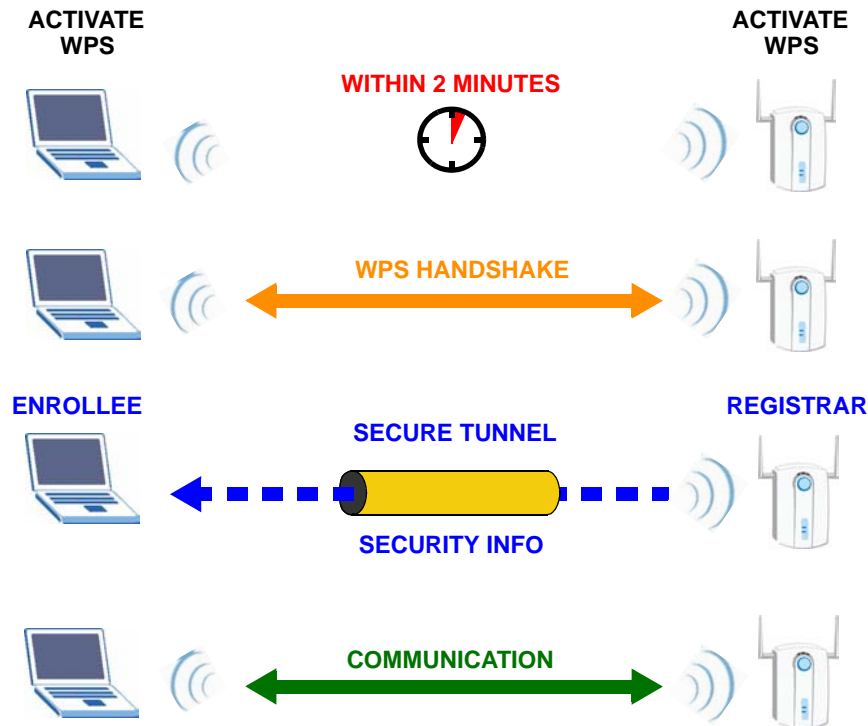 ACTIVATE
WPS
ACTIVATE
WPS
WITHIN 2 MINUTES
WPS HANDSHAKE
ENROLLEE
REGISTRAR
SECURE TUNNEL
SECURITY INFO
COMMUNICATION